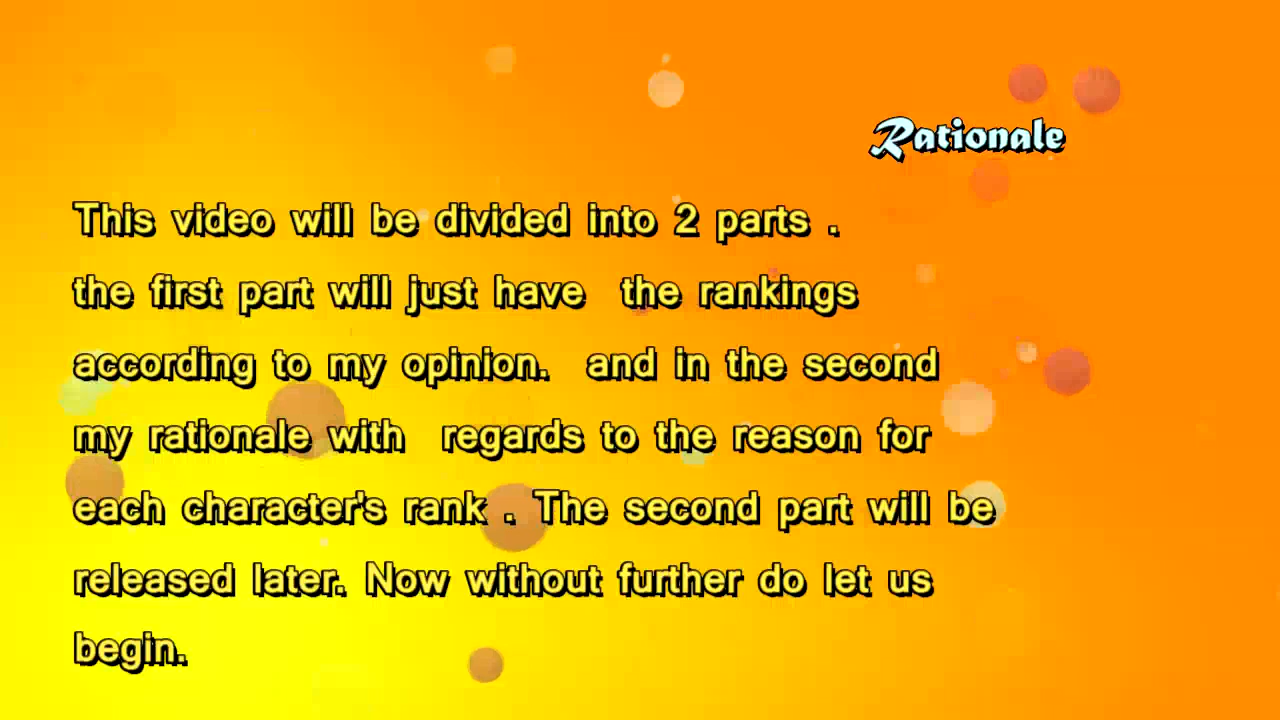 Rationale
This video will be divided into 2 parts .
the first part will just have the rankings
according to my opinion. and in the second
my rationale with regards to the reason for
each character's rank . The second part will be
released later. Now without further do let us
begin.